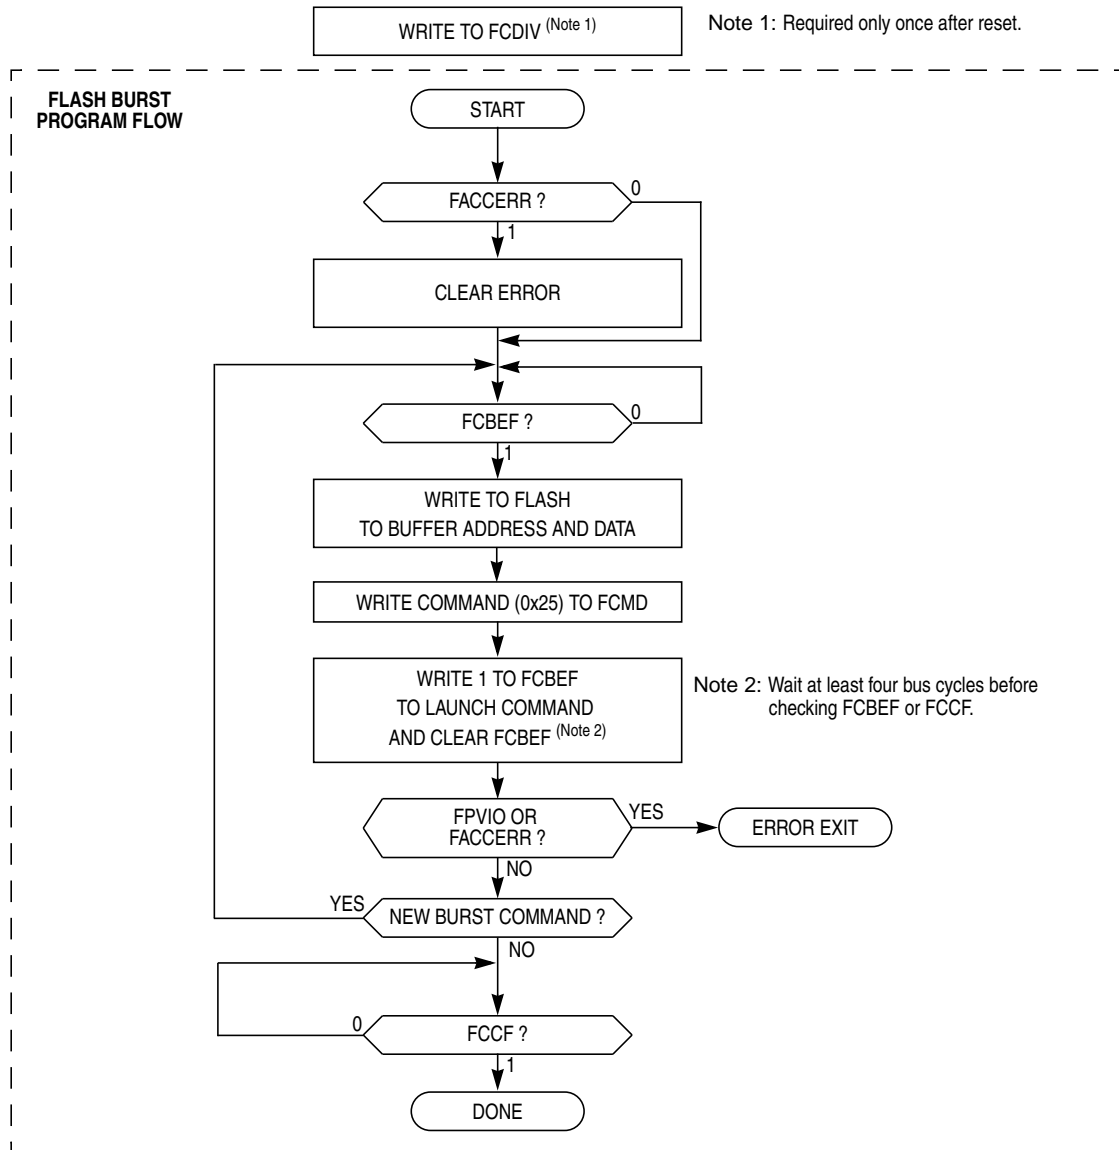 WRITE TO FCDIV (Note 1)
Note 1: Required only once after reset.
FLASH BURST
PROGRAM FLOW
START
FACCERR ?
0
1
CLEAR ERROR
FCBEF ?
0
1
WRITE TO FLASH
TO BUFFER ADDRESS AND DATA
WRITE COMMAND (0x25) TO FCMD
WRITE 1 TO FCBEF
TO LAUNCH COMMAND
AND CLEAR FCBEF (Note 2)
Note 2: Wait at least four bus cycles before
checking FCBEF or FCCF.
FPVIO OR
FACCERR ?
YES
ERROR EXIT
NO
YES
NEW BURST COMMAND ?
NO
0
FCCF ?
1
DONE